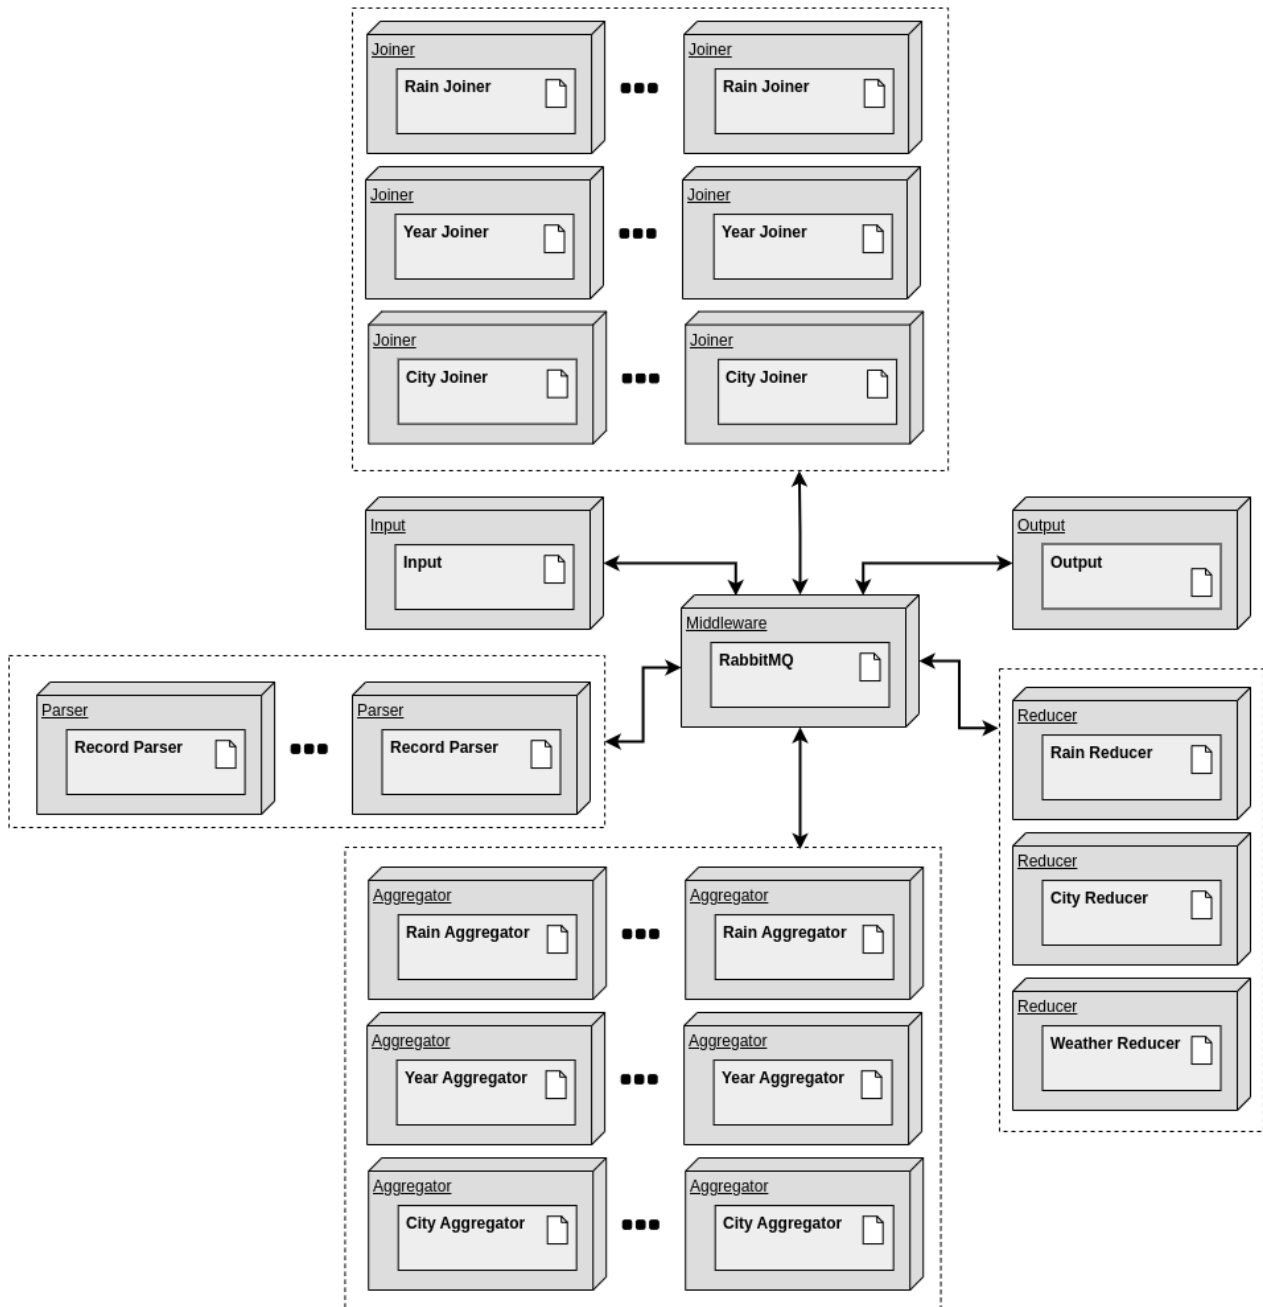 Joiner
Rain Joiner
Joiner
Rain Joiner
Joiner
Year Joiner
Joiner
Year Joiner
Joiner
City Joiner
Joiner
City Joiner
Input
Input
Output
Output
Middleware
RabbitMQ
Parser
Record Parser
Parser
Record Parser
Reducer
Rain Reducer
Reducer
City Reducer
Reducer
Weather Reducer
Aggregator
Rain Aggregator
Aggregator
Rain Aggregator
Aggregator
Year Aggregator
Aggregator
Year Aggregator
Aggregator
City Aggregator
Aggregator
City Aggregator